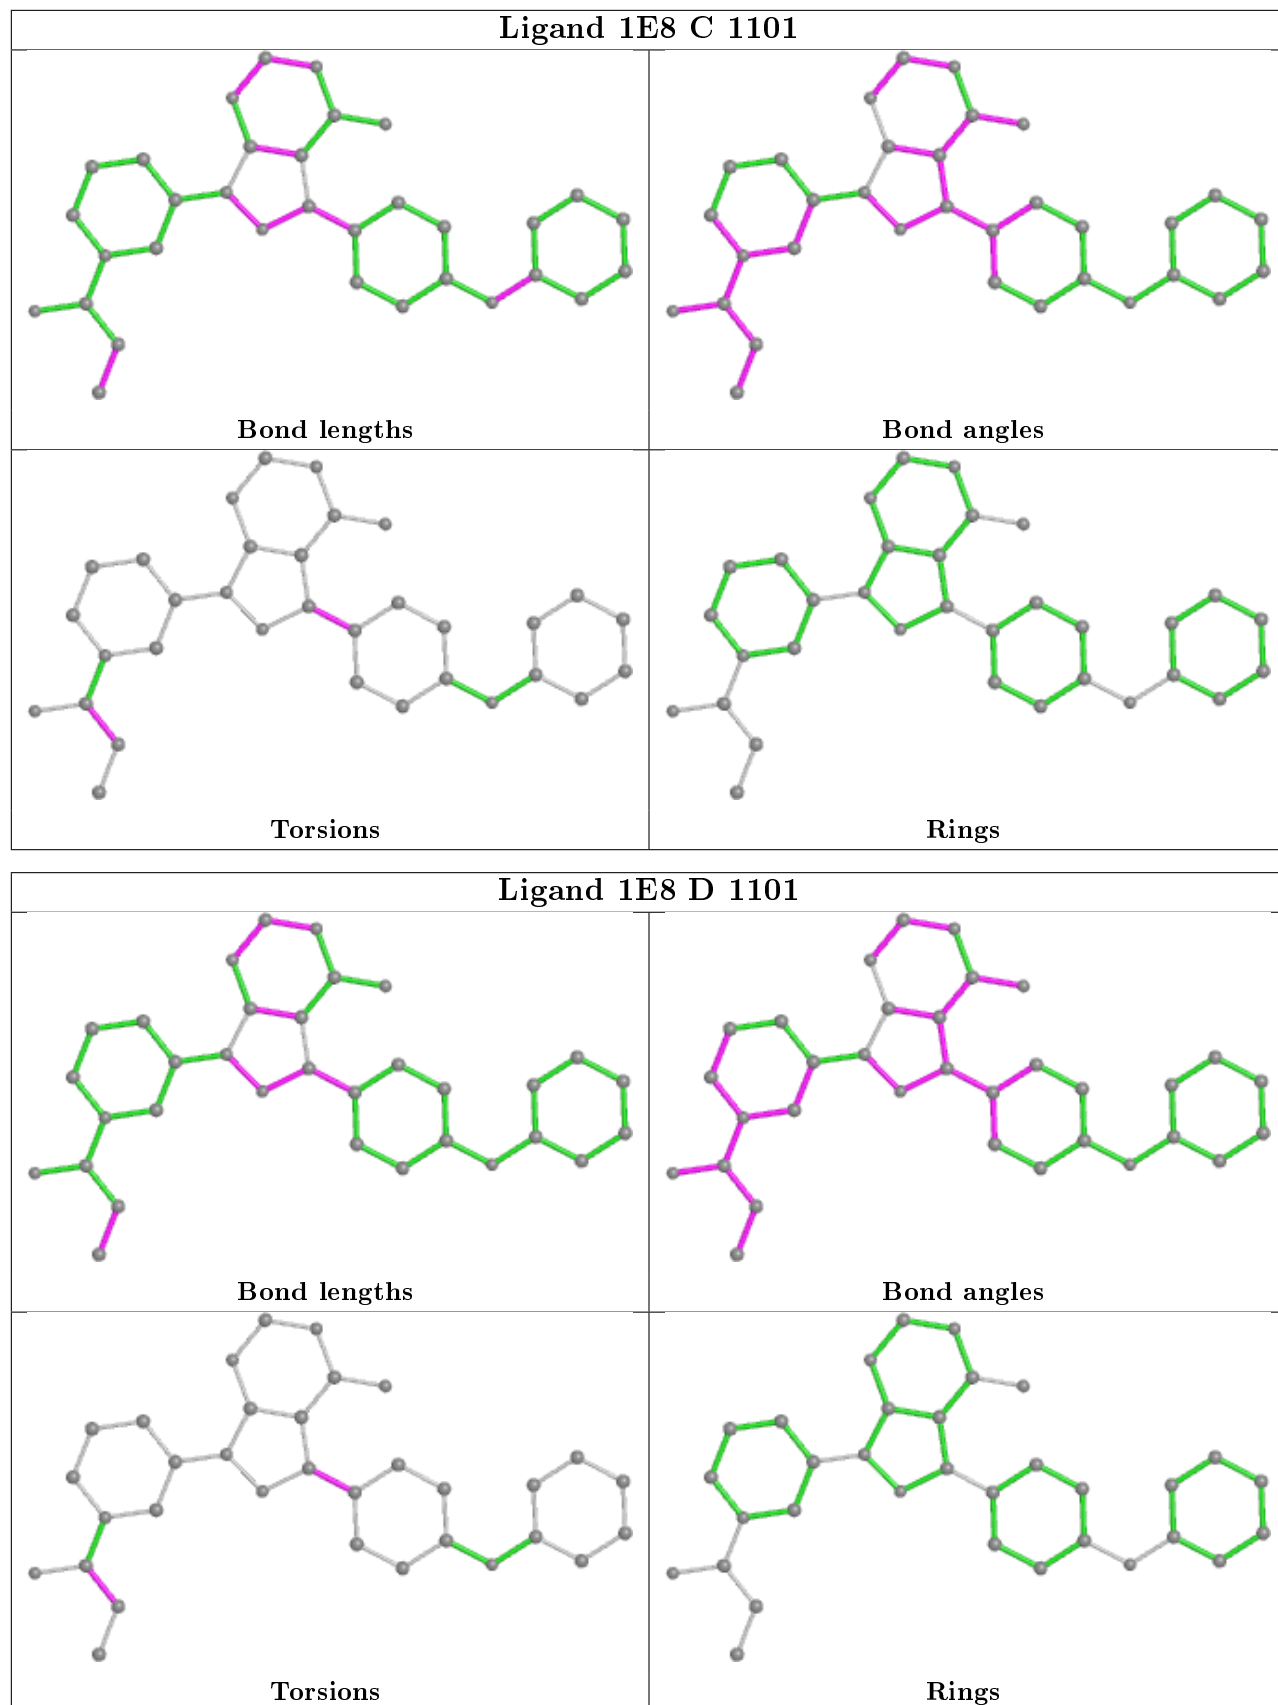 Ligand 1E8 C 1101
Bond lengths
Bond angles
Torsions
Rings
Ligand 1E8 D 1101
Bond lengths
Bond angles
Torsions
Rings